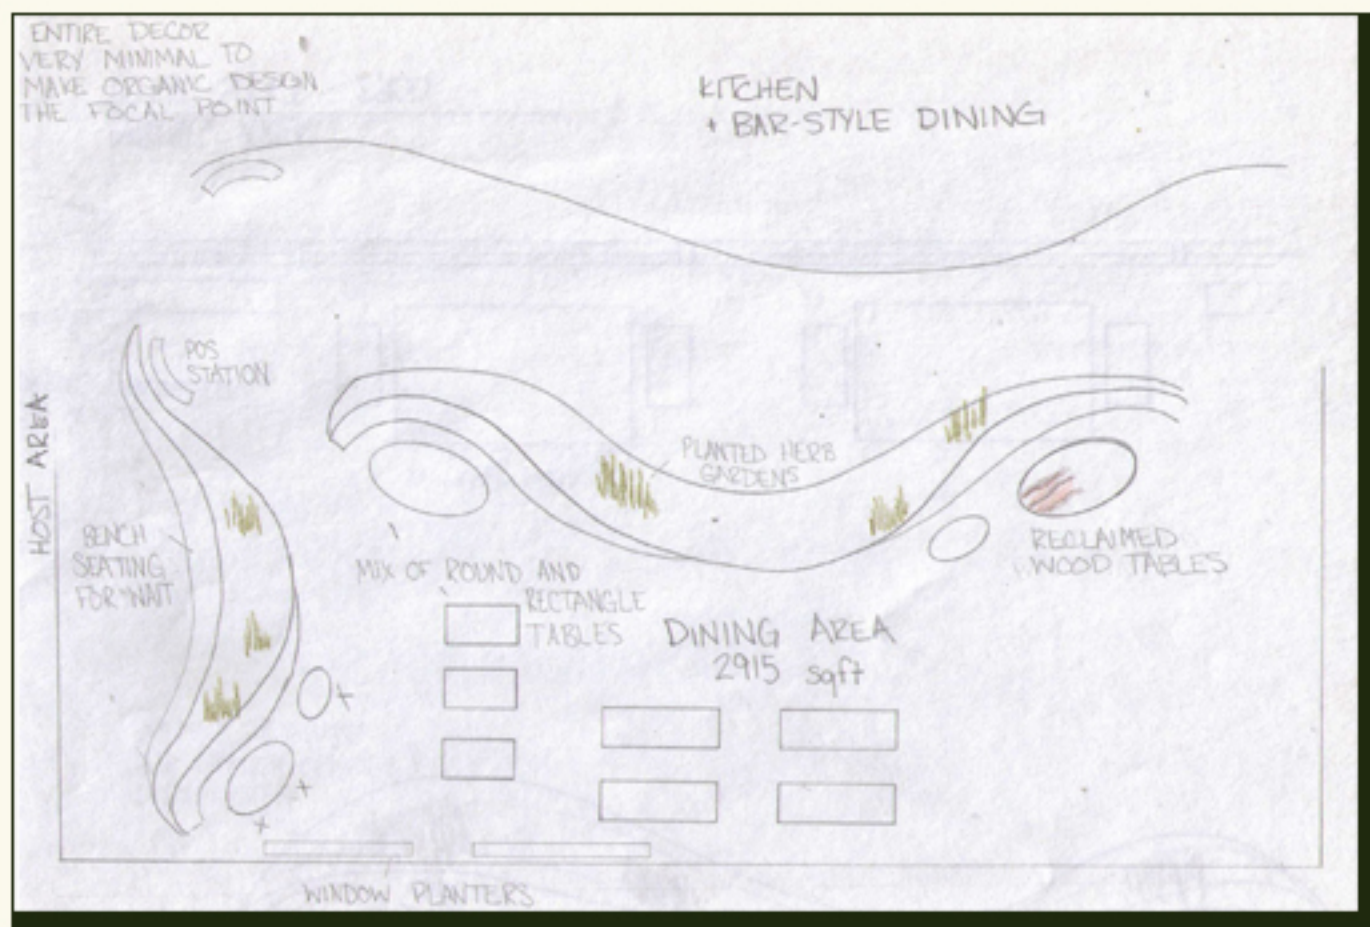 ENTIRE DECOR
VERY MINIMAL TO
MAKE ORGANIC DESIGN
THE FOCAL POINT
KITCHEN
+ BAR-STYLE DINING
POS
STATION
HOST AREA
PLANTED HERB
GARDENS
BENCH
SEATING
FOR WAIT
RECLAIMED
WOOD TABLES
MIX OF ROUND AND
RECTANGLE
TABLES
DINING AREA
2915 sqft
WINDOW PLANTERS